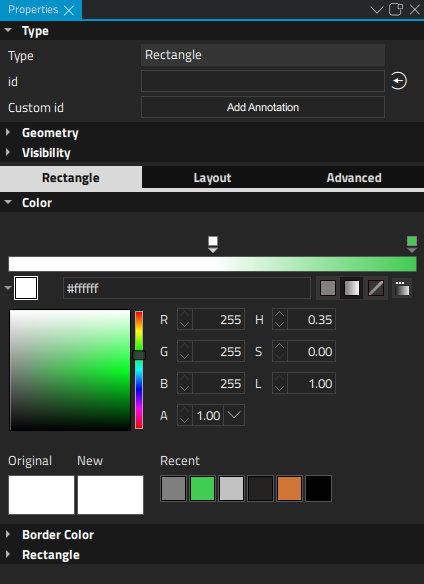 Properties
Type
Type Rectangle
id
Custom id Add Annotation
Geometry
Visibility
Rectangle Layout Advanced
Color
#ffffff
R 255 H 0.35
G 255 S 0.00
B 255 L 1.00
A 1.00
Original New Recent
Border Color
Rectangle